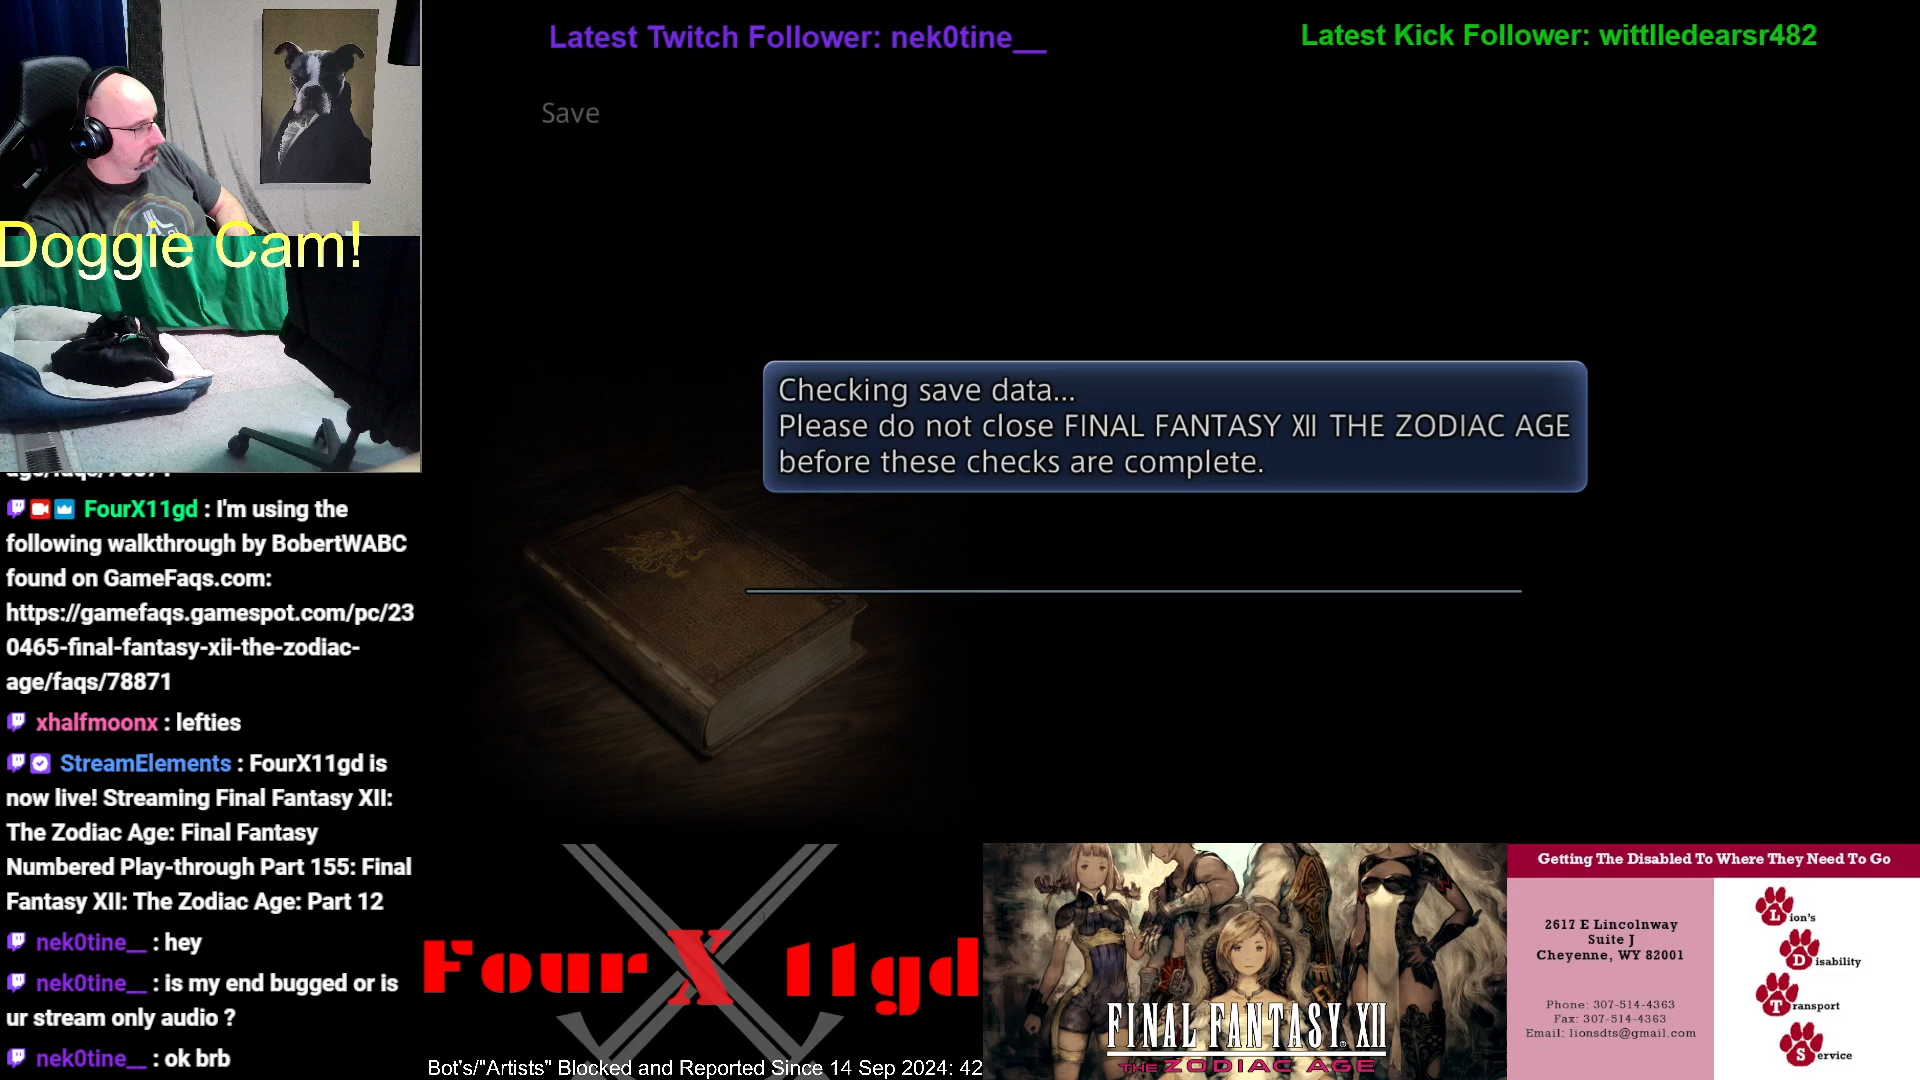 Latest Twitch Follower: nek0tine__
Latest Kick Follower: wittlledearsr482
Save
Doggie Cam!
Checking save data...
Please do not close FINAL FANTASY XII THE ZODIAC AGE
before these checks are complete.
FourX11gd : I'm using the
following walkthrough by BobertWABC
found on GameFaqs.com:
https://gamefaqs.gamespot.com/pc/23
0465-final-fantasy-xii-the-zodiac-
age/faqs/78871
xhalfmoonx : lefties
StreamElements : FourX11gd is
now live! Streaming Final Fantasy XII:
The Zodiac Age: Final Fantasy
Numbered Play-through Part 155: Final
Fantasy XII: The Zodiac Age: Part 12
nek0tine__ : hey
nek0tine__ : is my end bugged or is
ur stream only audio ?
nek0tine__ : ok brb
Four X 11gd
Bot's/"Artists" Blocked and Reported Since 14 Sep 2024: 42
FINAL FANTASY XII
THE ZODIAC AGE
Getting The Disabled To Where They Need To Go
2617 E Lincolnway
Suite J
Cheyenne, WY 82001
Phone: 307-514-4363
Fax: 307-514-4363
Email: lionsdts@gmail.com
Lion's
Disability
Transport
Service